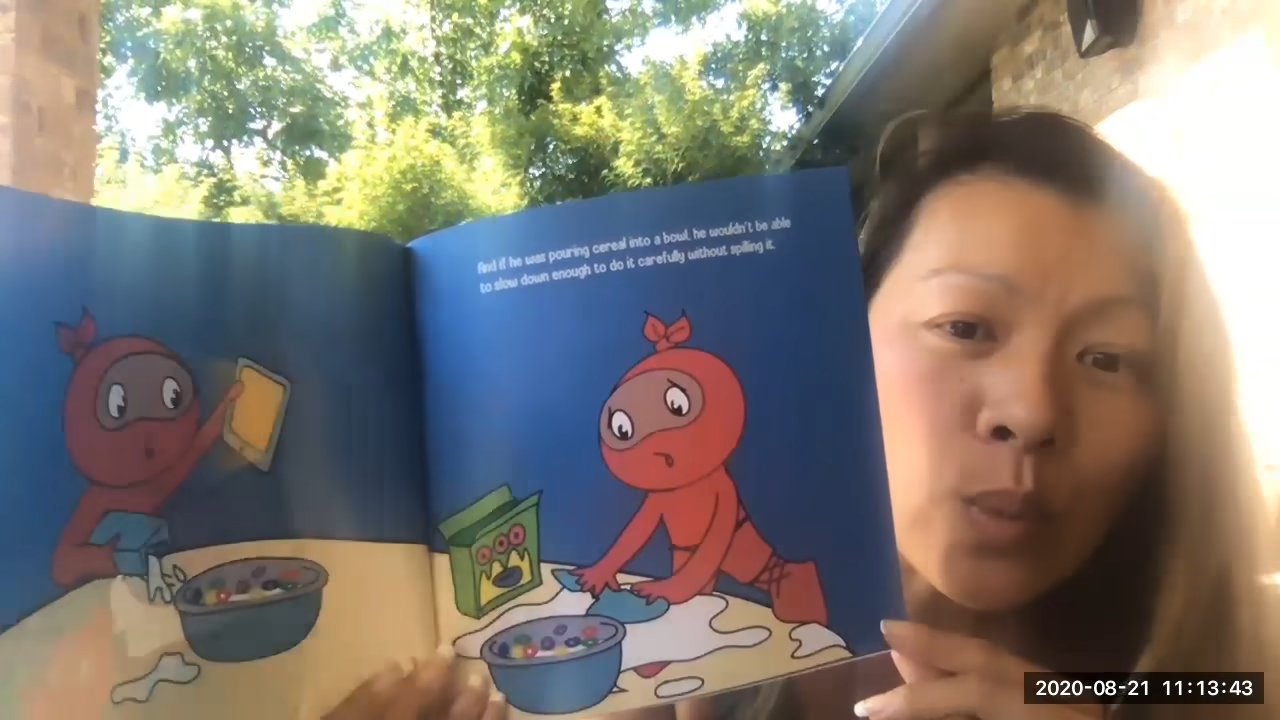 And if he was pouring cereal into a bowl, he wouldn't be able
to slow down enough to do it carefully without spilling it.
2020-08-21 11:13:43